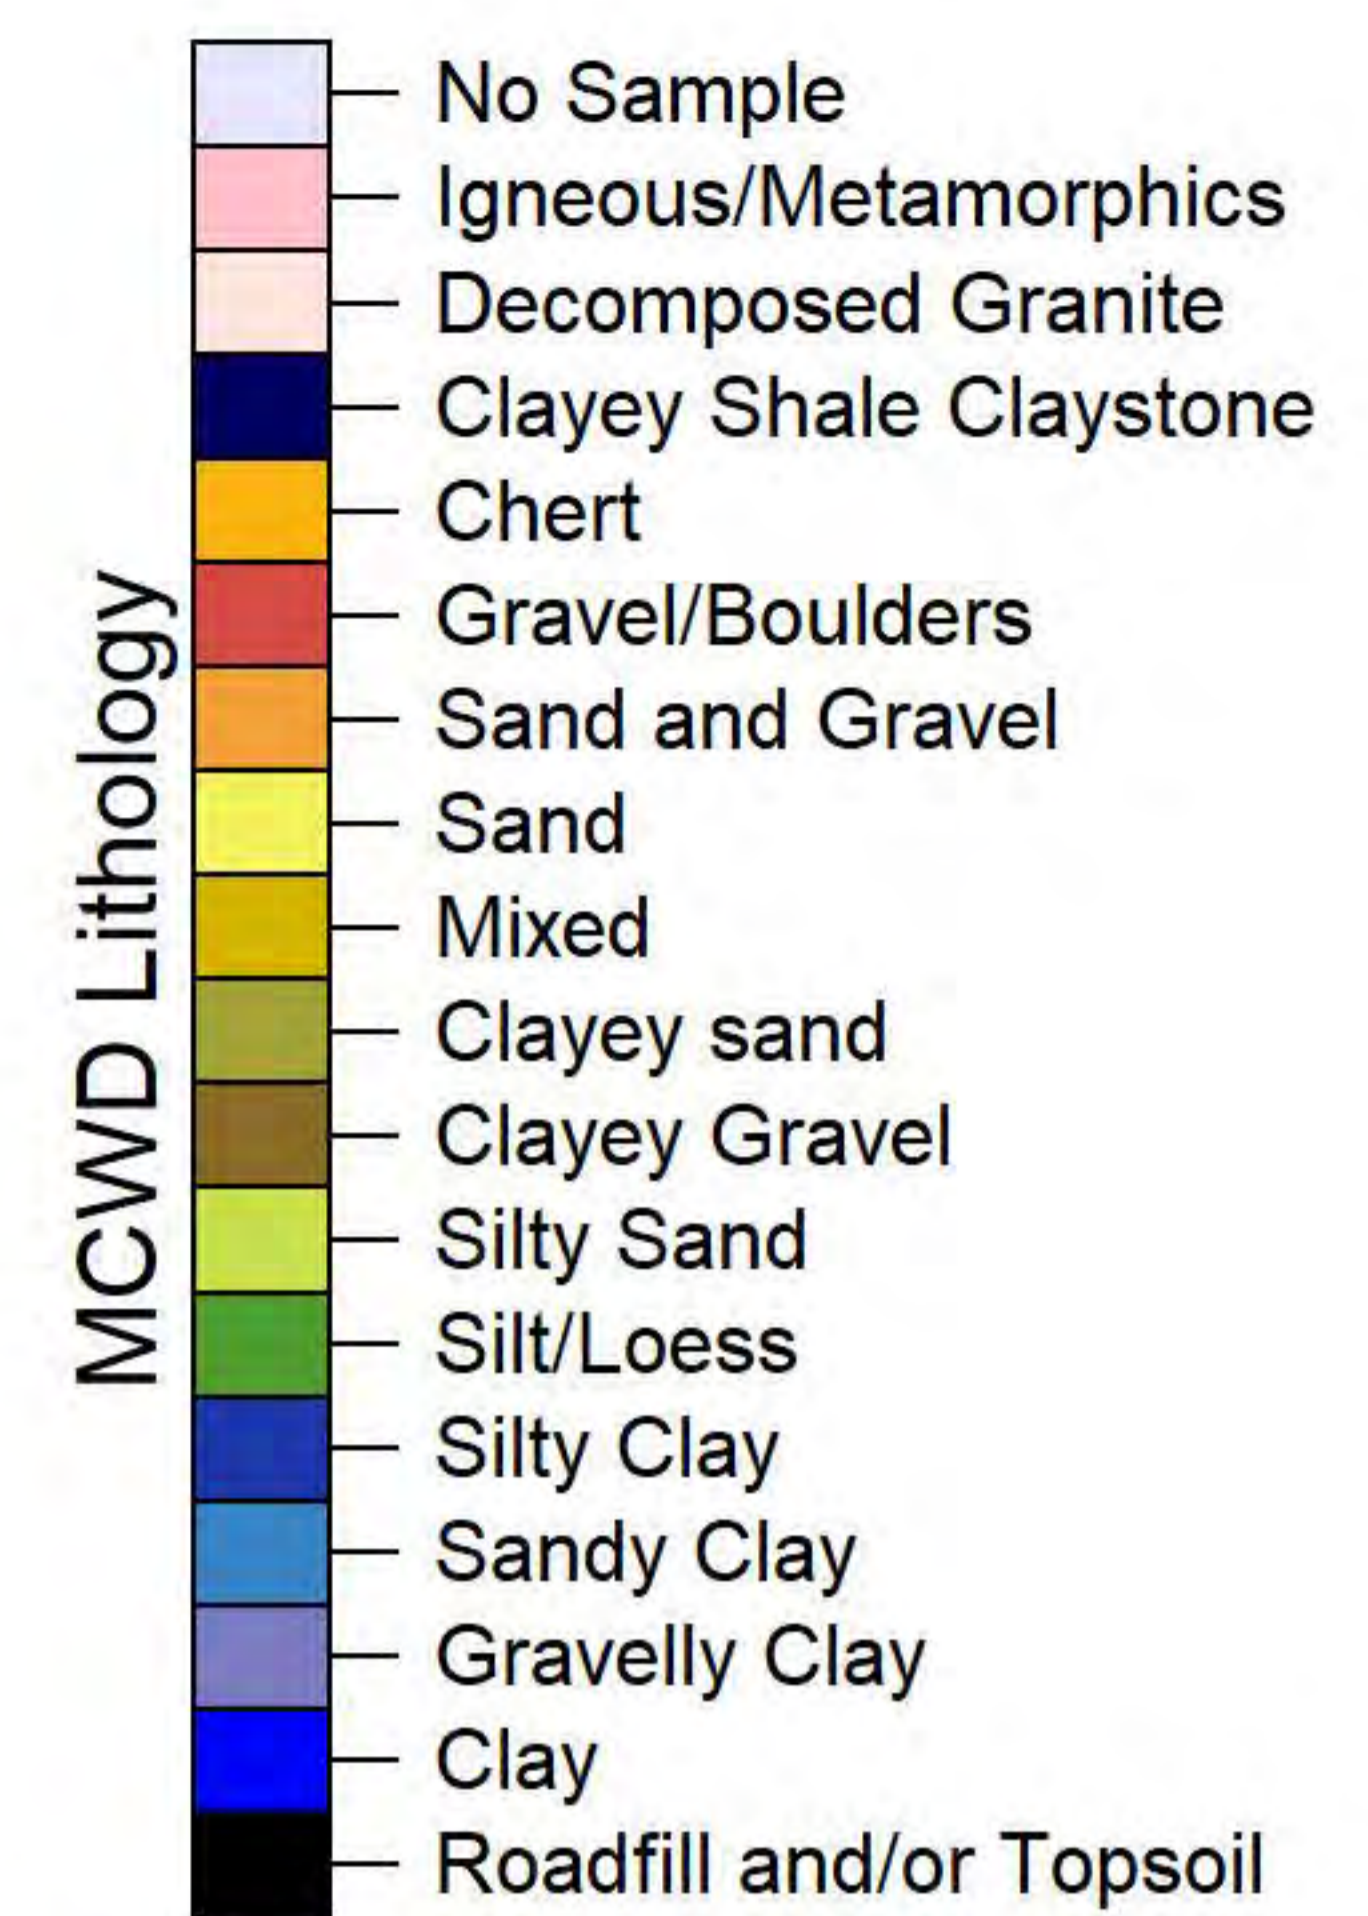 MCWD Lithology
No Sample
Igneous/Metamorphics
Decomposed Granite
Clayey Shale Claystone
Chert
Gravel/Boulders
Sand and Gravel
Sand
Mixed
Clayey sand
Clayey Gravel
Silty Sand
Silt/Loess
Silty Clay
Sandy Clay
Gravelly Clay
Clay
Roadfill and/or Topsoil